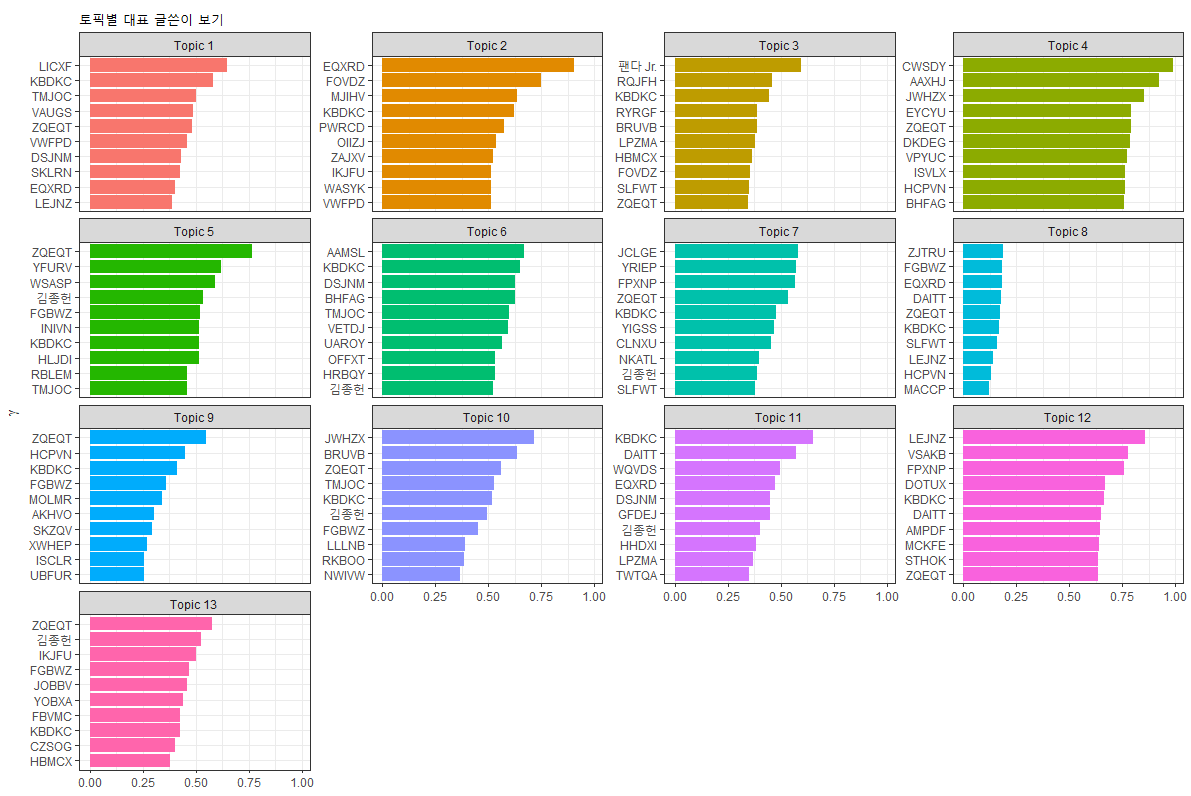 토픽별 대표 글쓴이 보기
Topic 1
LICXF
KBDKC
TMJOC
VAUGS
ZQEQT
VWFPD
DSJNM
SKLRN
EQXRD
LEJNZ
Topic 2
EQXRD
FOVDZ
MJIHV
KBDKC
PWRCD
OIIZJ
ZAJXV
IKJFU
WASYK
VWFPD
Topic 3
팬다 Jr.
RQJFH
KBDKC
RYRGF
BRUVB
LPZMA
HBMCX
FOVDZ
SLFWT
ZQEQT
Topic 4
CWSDY
AAXHJ
JWHZX
EYCYU
ZQEQT
DKDEG
VPYUC
ISVLX
HCPVN
BHFAG
Topic 5
ZQEQT
YFURV
WSASP
김종헌
FGBWZ
INIVN
KBDKC
HLJDI
RBLEM
TMJOC
Topic 6
AAMSL
KBDKC
DSJNM
BHFAG
TMJOC
VETDJ
UAROY
OFFXT
HRBQY
김종헌
Topic 7
JCLGE
YRIEP
FPXNP
ZQEQT
KBDKC
YIGSS
CLNXU
NKATL
김종헌
SLFWT
Topic 8
ZJTRU
FGBWZ
EQXRD
DAITT
ZQEQT
KBDKC
SLFWT
LEJNZ
HCPVN
MACCP
γ
Topic 9
ZQEQT
HCPVN
KBDKC
FGBWZ
MOLMR
AKHVO
SKZQV
XWHEP
ISCLR
UBFUR
Topic 10
JWHZX
BRUVB
ZQEQT
TMJOC
KBDKC
김종헌
FGBWZ
LLLNB
RKBOO
NWIVW
0.00 0.25 0.50 0.75 1.00
Topic 11
KBDKC
DAITT
WQVDS
EQXRD
DSJNM
GFDEJ
김종헌
HHDXI
LPZMA
TWTQA
0.00 0.25 0.50 0.75 1.00
Topic 12
LEJNZ
VSAKB
FPXNP
DOTUX
KBDKC
DAITT
AMPDF
MCKFE
STHOK
ZQEQT
0.00 0.25 0.50 0.75 1.00
Topic 13
ZQEQT
김종헌
IKJFU
FGBWZ
JOBBV
YOBXA
FBVMC
KBDKC
CZSOG
HBMCX
0.00 0.25 0.50 0.75 1.00